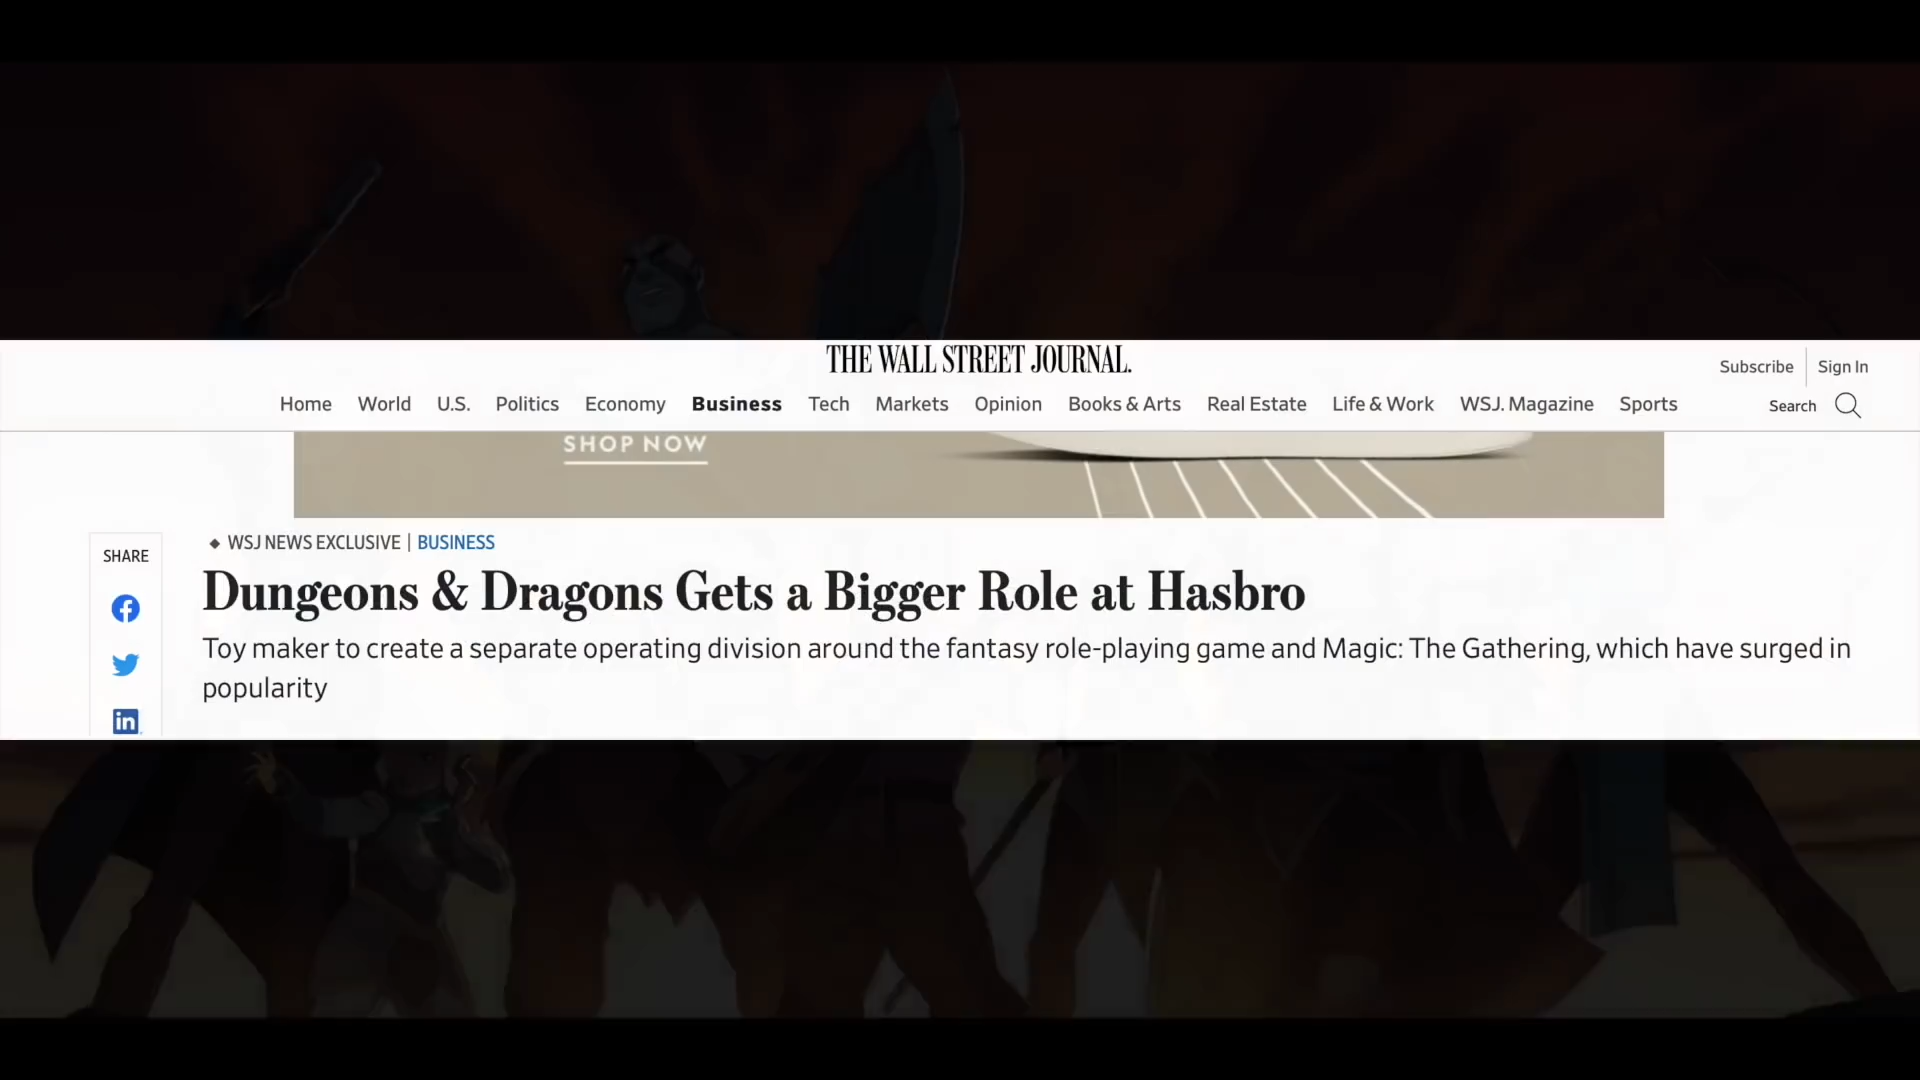 THE WALL STREET JOURNAL.
Subscribe Sign In
Home World U.S. Politics Economy Business Tech Markets Opinion Books & Arts Real Estate Life & Work WSJ. Magazine Sports Search
SHOP NOW
SHARE
◆ WSJ NEWS EXCLUSIVE | BUSINESS
Dungeons & Dragons Gets a Bigger Role at Hasbro
Toy maker to create a separate operating division around the fantasy role-playing game and Magic: The Gathering, which have surged in
popularity
in